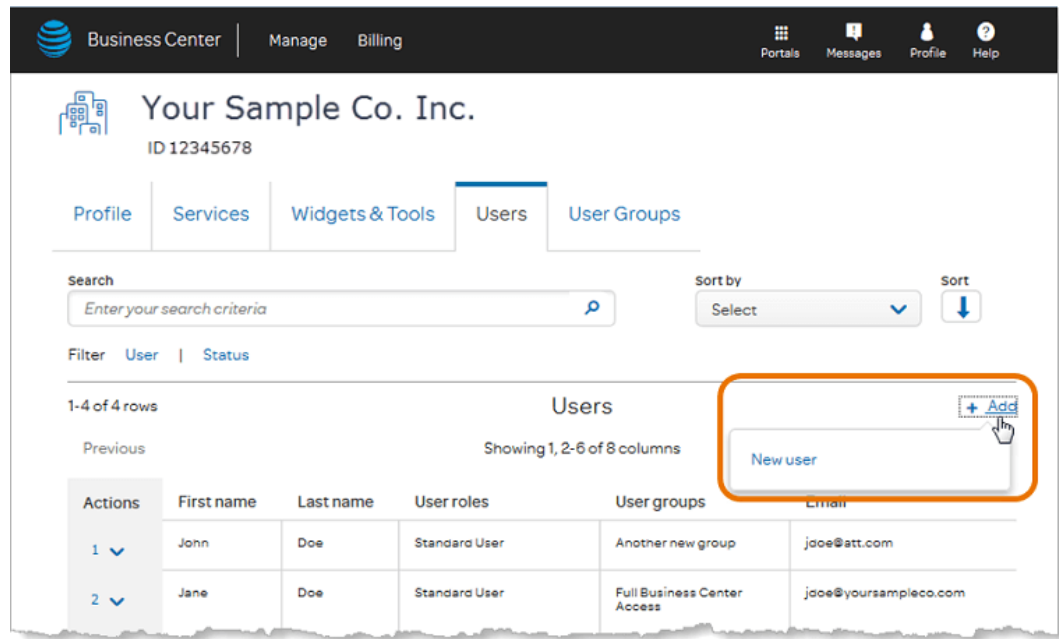 Business Center Manage Billing Portals Messages Profile Help
Your Sample Co. Inc.
ID 12345678
Profile Services Widgets & Tools Users User Groups
Search Sort by Sort
Enter your search criteria Select
Filter User | Status
1-4 of 4 rows Users + Add
Previous Showing 1, 2-6 of 8 columns New user
Actions First name Last name User roles User groups Email
1 John Doe Standard User Another new group jdoe@att.com
2 Jane Doe Standard User Full Business Center jdoe@yoursampleco.com
Access